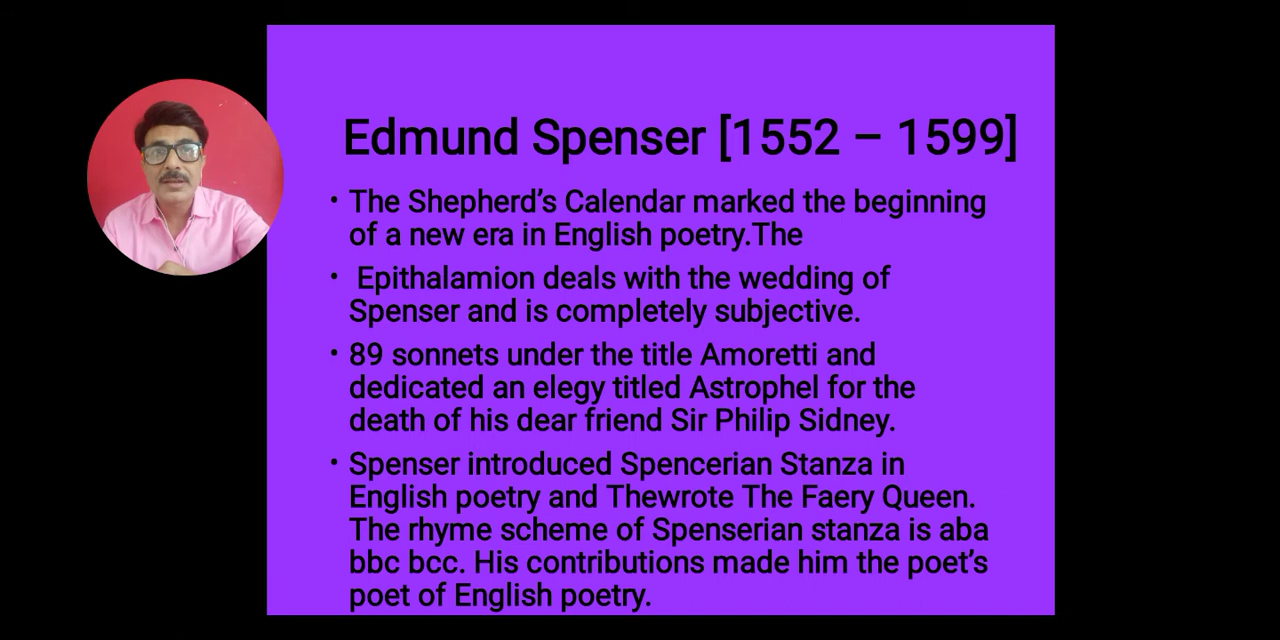 Edmund Spenser [1552 – 1599]
• The Shepherd’s Calendar marked the beginning
of a new era in English poetry.The
• Epithalamion deals with the wedding of
Spenser and is completely subjective.
• 89 sonnets under the title Amoretti and
dedicated an elegy titled Astrophel for the
death of his dear friend Sir Philip Sidney.
• Spenser introduced Spencerian Stanza in
English poetry and Thewrote The Faery Queen.
The rhyme scheme of Spenserian stanza is aba
bbc bcc. His contributions made him the poet’s
poet of English poetry.